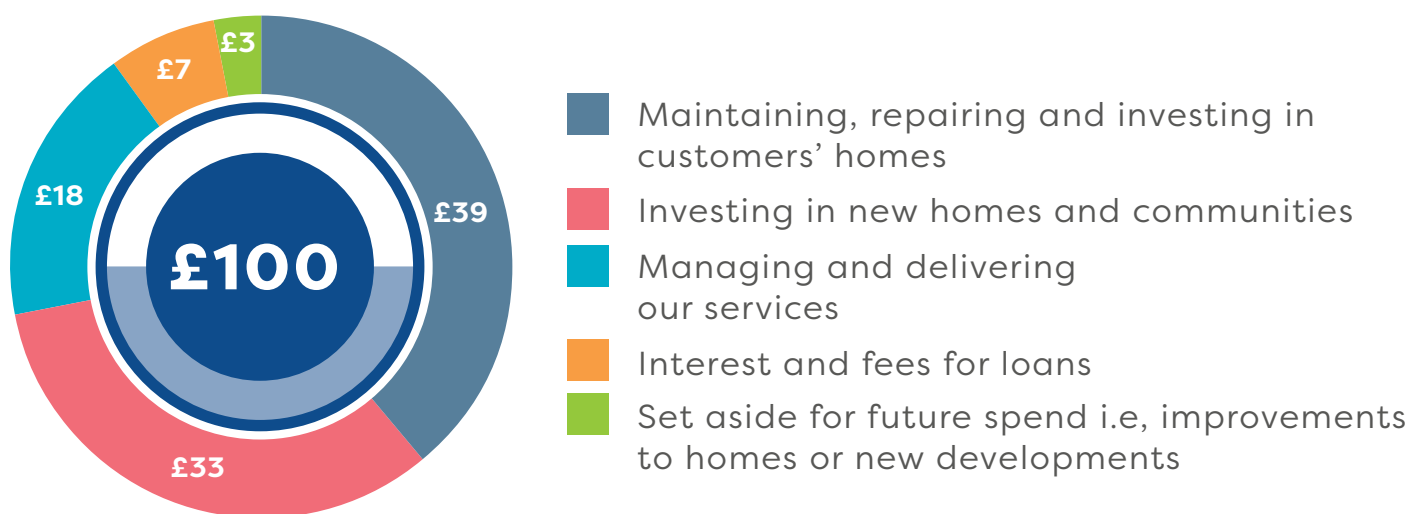 £3
£7
£18
£39
£100
£33
Maintaining, repairing and investing in
customers’ homes
Investing in new homes and communities
Managing and delivering
our services
Interest and fees for loans
Set aside for future spend i.e, improvements
to homes or new developments